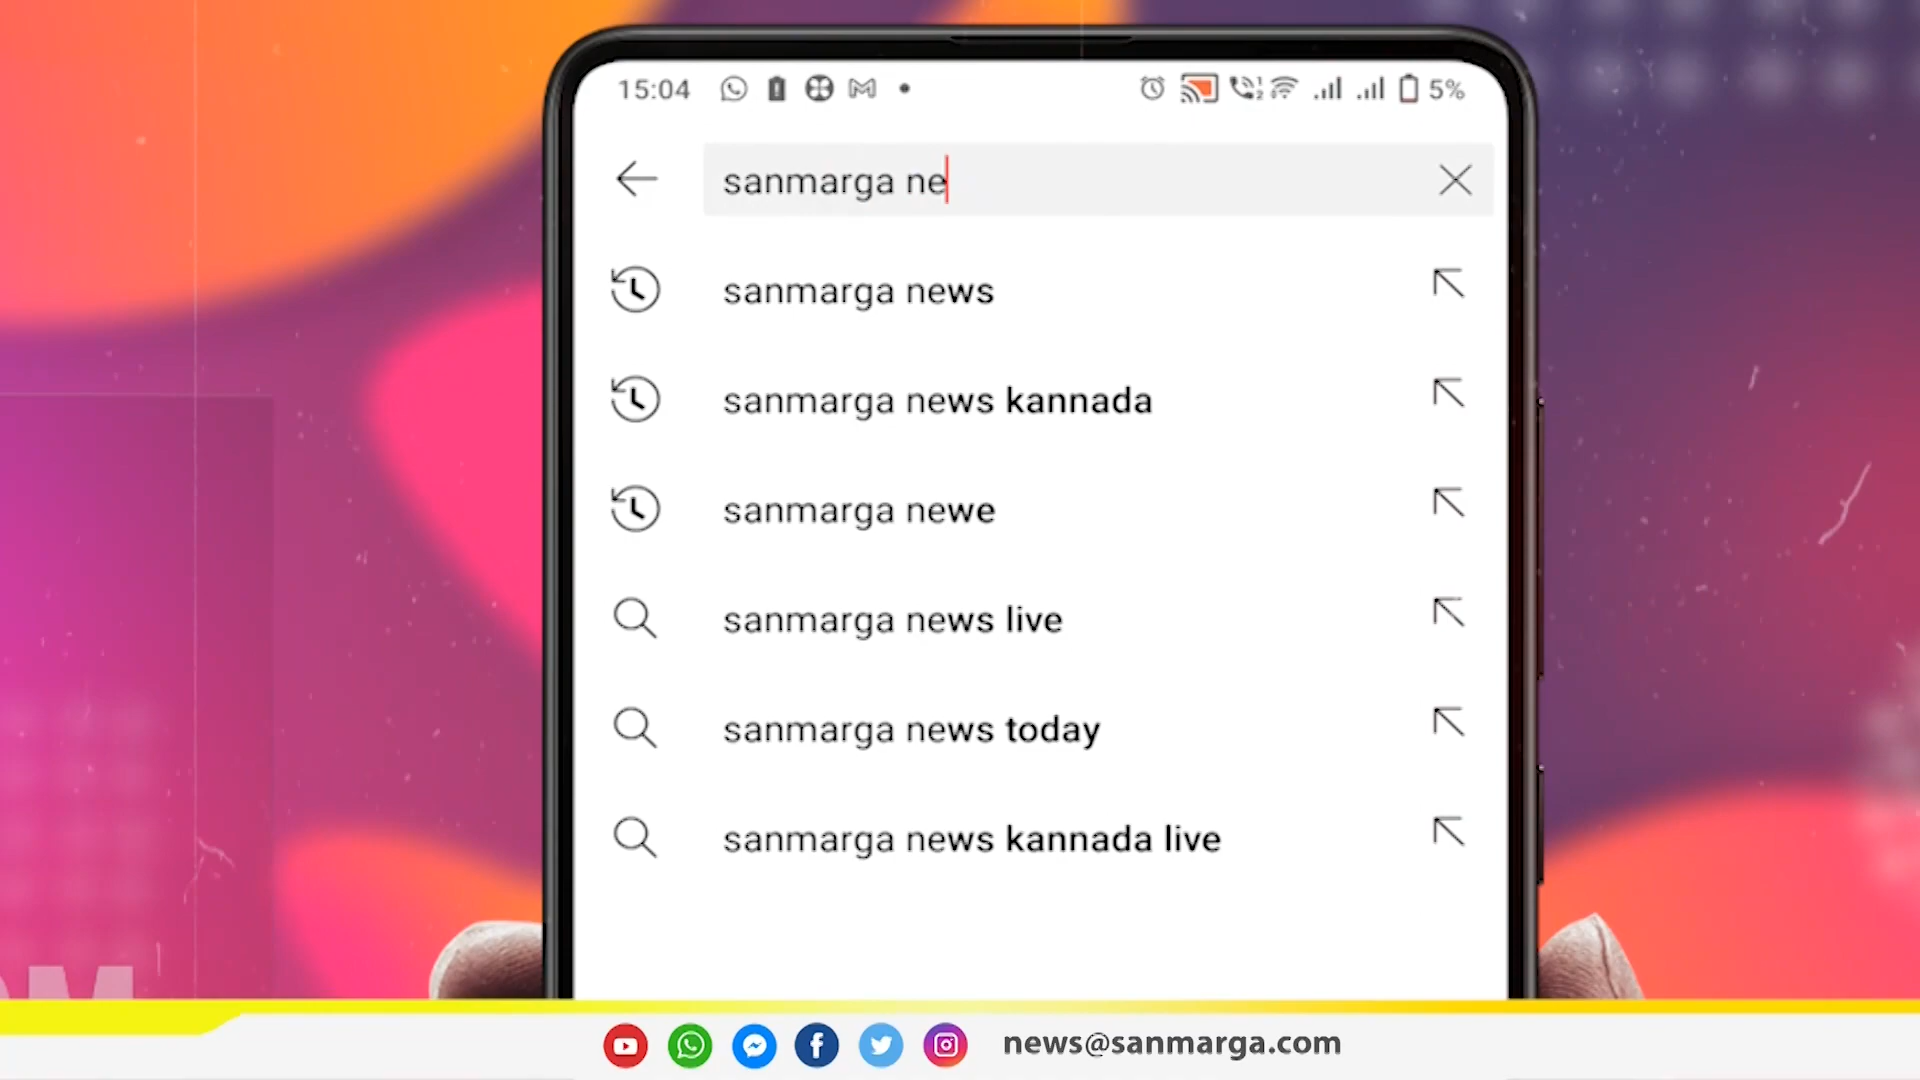 15:04 5%
sanmarga ne
sanmarga news
sanmarga news kannada
sanmarga newe
sanmarga news live
sanmarga news today
sanmarga news kannada live
OM
news@sanmarga.com